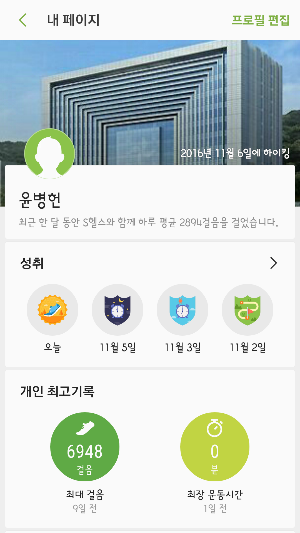 내 페이지
프로필 편집
2016년 11월 6일에 하이킹
윤병헌
최근 한 달 동안 S헬스와 함께 하루 평균 2894걸음을 걸었습니다.
성취
오늘
11월 5일
11월 3일
11월 2일
개인 최고기록
6948
걸음
0
분
최대 걸음
최장 운동시간
9일 전
1일 전